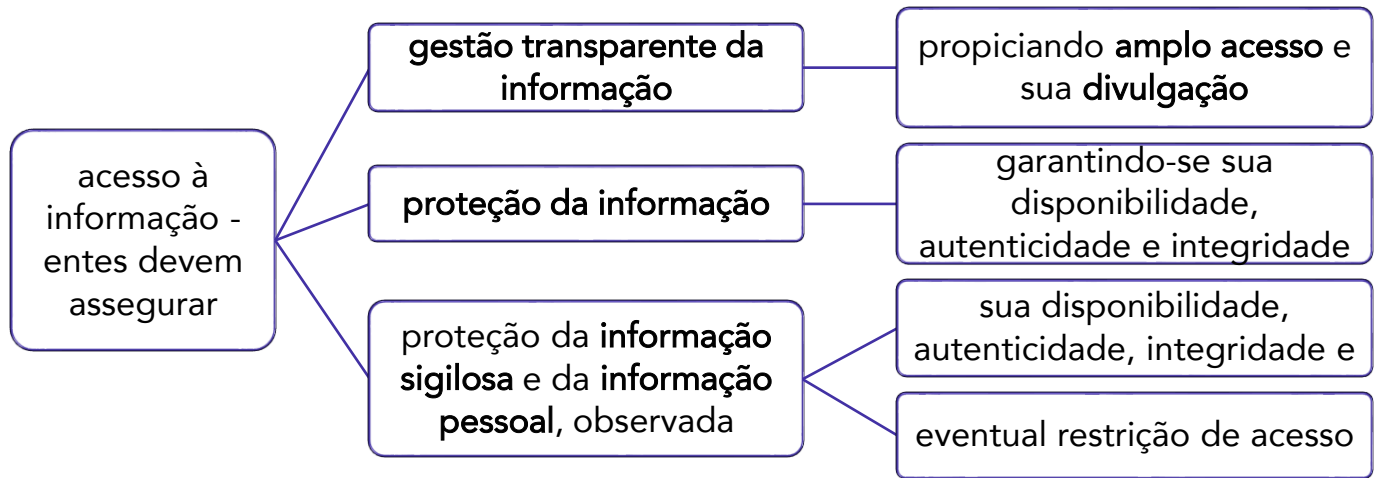 acesso à
informação -
entes devem
assegurar
gestão transparente da
informação
propiciando amplo acesso e
sua divulgação
proteção da informação
garantindo-se sua
disponibilidade,
autenticidade e integridade
proteção da informação
sigilosa e da informação
pessoal, observada
sua disponibilidade,
autenticidade, integridade e
eventual restrição de acesso